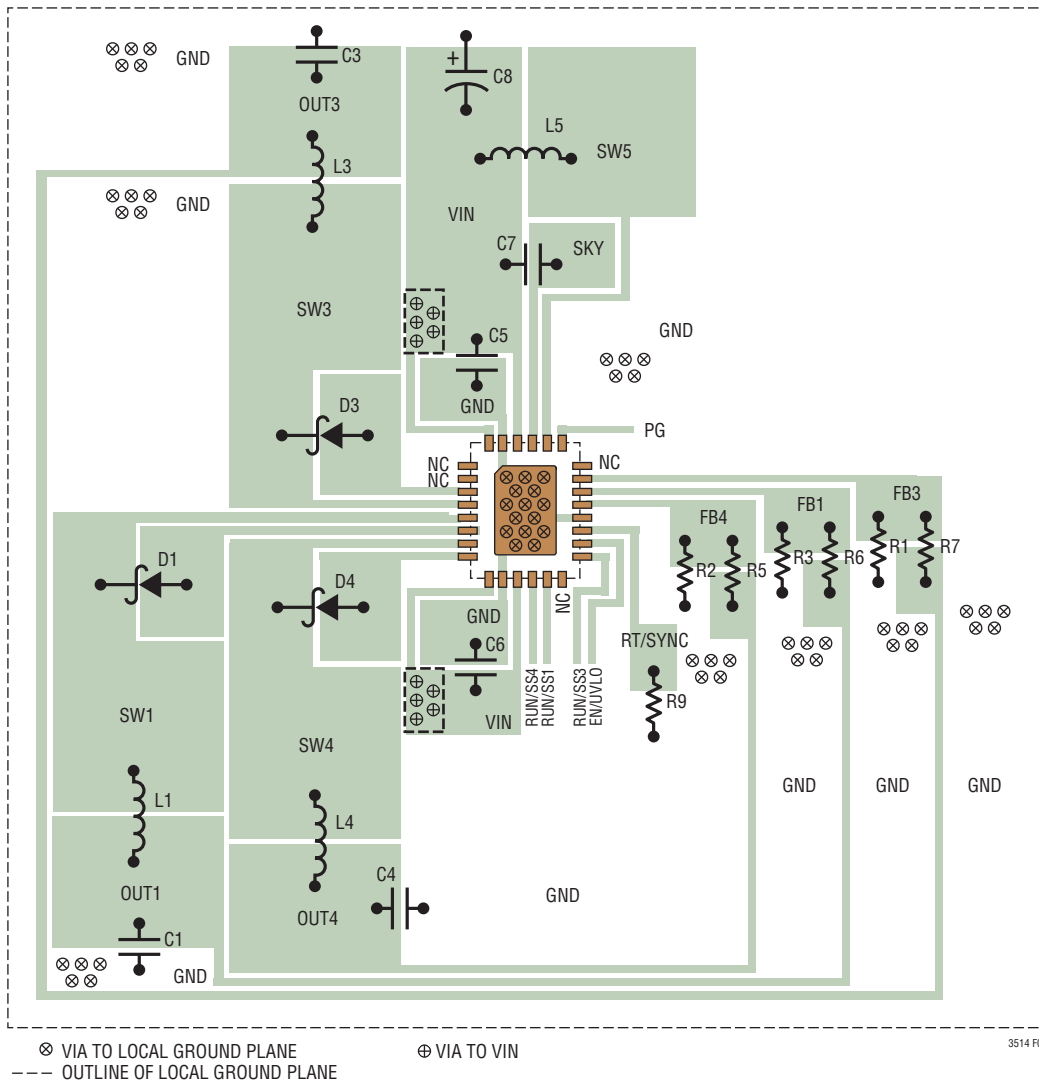 GND
C3
+
C8
OUT3
L5
SW5
L3
GND
VIN
C7
SKY
SW3
GND
C5
GND
D3
PG
NC
NC
NC
FB4
FB1
FB3
D1
D4
R2
R5
R3
R6
R1
R7
GND
NC
C6
RT/SYNC
RUN/SS4
RUN/SS1
RUN/SS3
EN/UVLO
R9
VIN
SW1
SW4
L1
L4
GND
GND
GND
OUT1
C4
GND
OUT4
C1
GND
VIA TO LOCAL GROUND PLANE
VIA TO VIN
OUTLINE OF LOCAL GROUND PLANE
3514